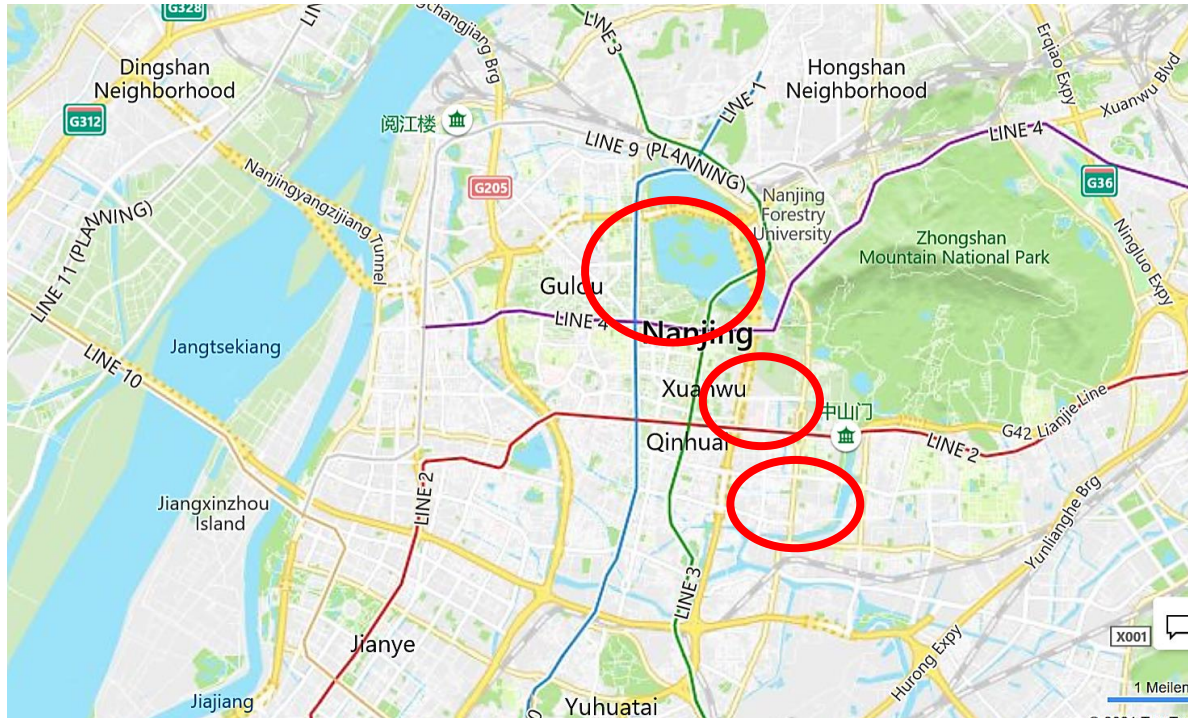 G328
LINE
gchangjiang Brg
LINE 3
Erqiao Expy
Dingshan
Neighborhood
Hongshan
Neighborhood
Xuanwu Blvd
LINE 1
G312
阅江楼
LINE 4
LINE 9 (PLANNING)
G205
G36
Nanjingyangzijiang Tunnel
Nanjing
Forestry
University
LINE 11 (PLANNING)
Zhongshan
Mountain National Park
Ningluo Expy
Gulou
LINE 4
Nanjing
Jangtsekiang
LINE 10
Xuanwu
中山门
G42 Lianjie Line
Qinhuai
LINE 2
LINE 2
Jiangxinzhou
Island
Yunlianghe Brg
LINE 3
X001
Jianye
Hurong Expy
1 Meilen
Jiajiang
Yuhuatai